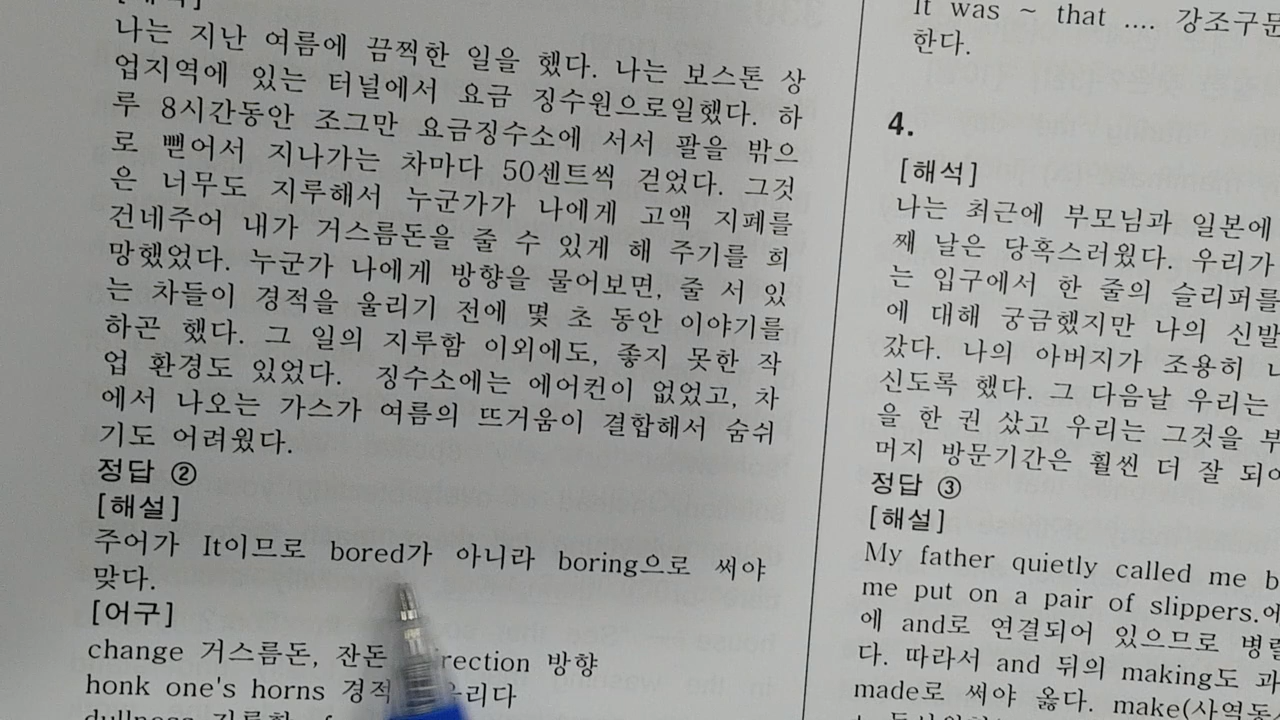 나는 지난 여름에 끔찍한 일을 했다. 나는 보스톤 상
업지역에 있는 터널에서 요금 징수원으로일했다. 하
루 8시간동안 조그만 요금징수소에 서서 팔을 밖으
로 뻗어서 지나가는 차마다 50센트씩 걷었다. 그것
은 너무도 지루해서 누군가가 나에게 고액 지폐를
건네주어 내가 거스름돈을 줄 수 있게 해 주기를 희
망했었다. 누군가 나에게 방향을 물어보면, 줄 서 있
는 차들이 경적을 울리기 전에 몇 초 동안 이야기를
하곤 했다. 그 일의 지루함 이외에도, 좋지 못한 작
업 환경도 있었다. 징수소에는 에어컨이 없었고, 차
에서 나오는 가스가 여름의 뜨거움이 결합해서 숨쉬
기도 어려웠다.
정답 ②
[해설]
주어가 It이므로 bored가 아니라 boring으로 써야
맞다.
[어구]
change 거스름돈, 잔돈 방향
honk one's horns
It was ~ that .... 강조구문
한다.
4.
[해석]
나는 최근에 부모님과 일본에
째 날은 당혹스러웠다. 우리가
는 입구에서 한 줄의 슬리퍼를
에 대해 궁금했지만 나의 신발
갔다. 나의 아버지가 조용히
신도록 했다. 그 다음날 우리는
을 한 권 샀고 우리는 그것을
머지 방문기간은 훨씬 더 잘
정답 ③
[해설]
My father quietly called me
me put on a pair of slippers.에
에 and로 연결되어 있으므로
다. 따라서 and 뒤의 making도
made로 써야 옳다. make(사역동